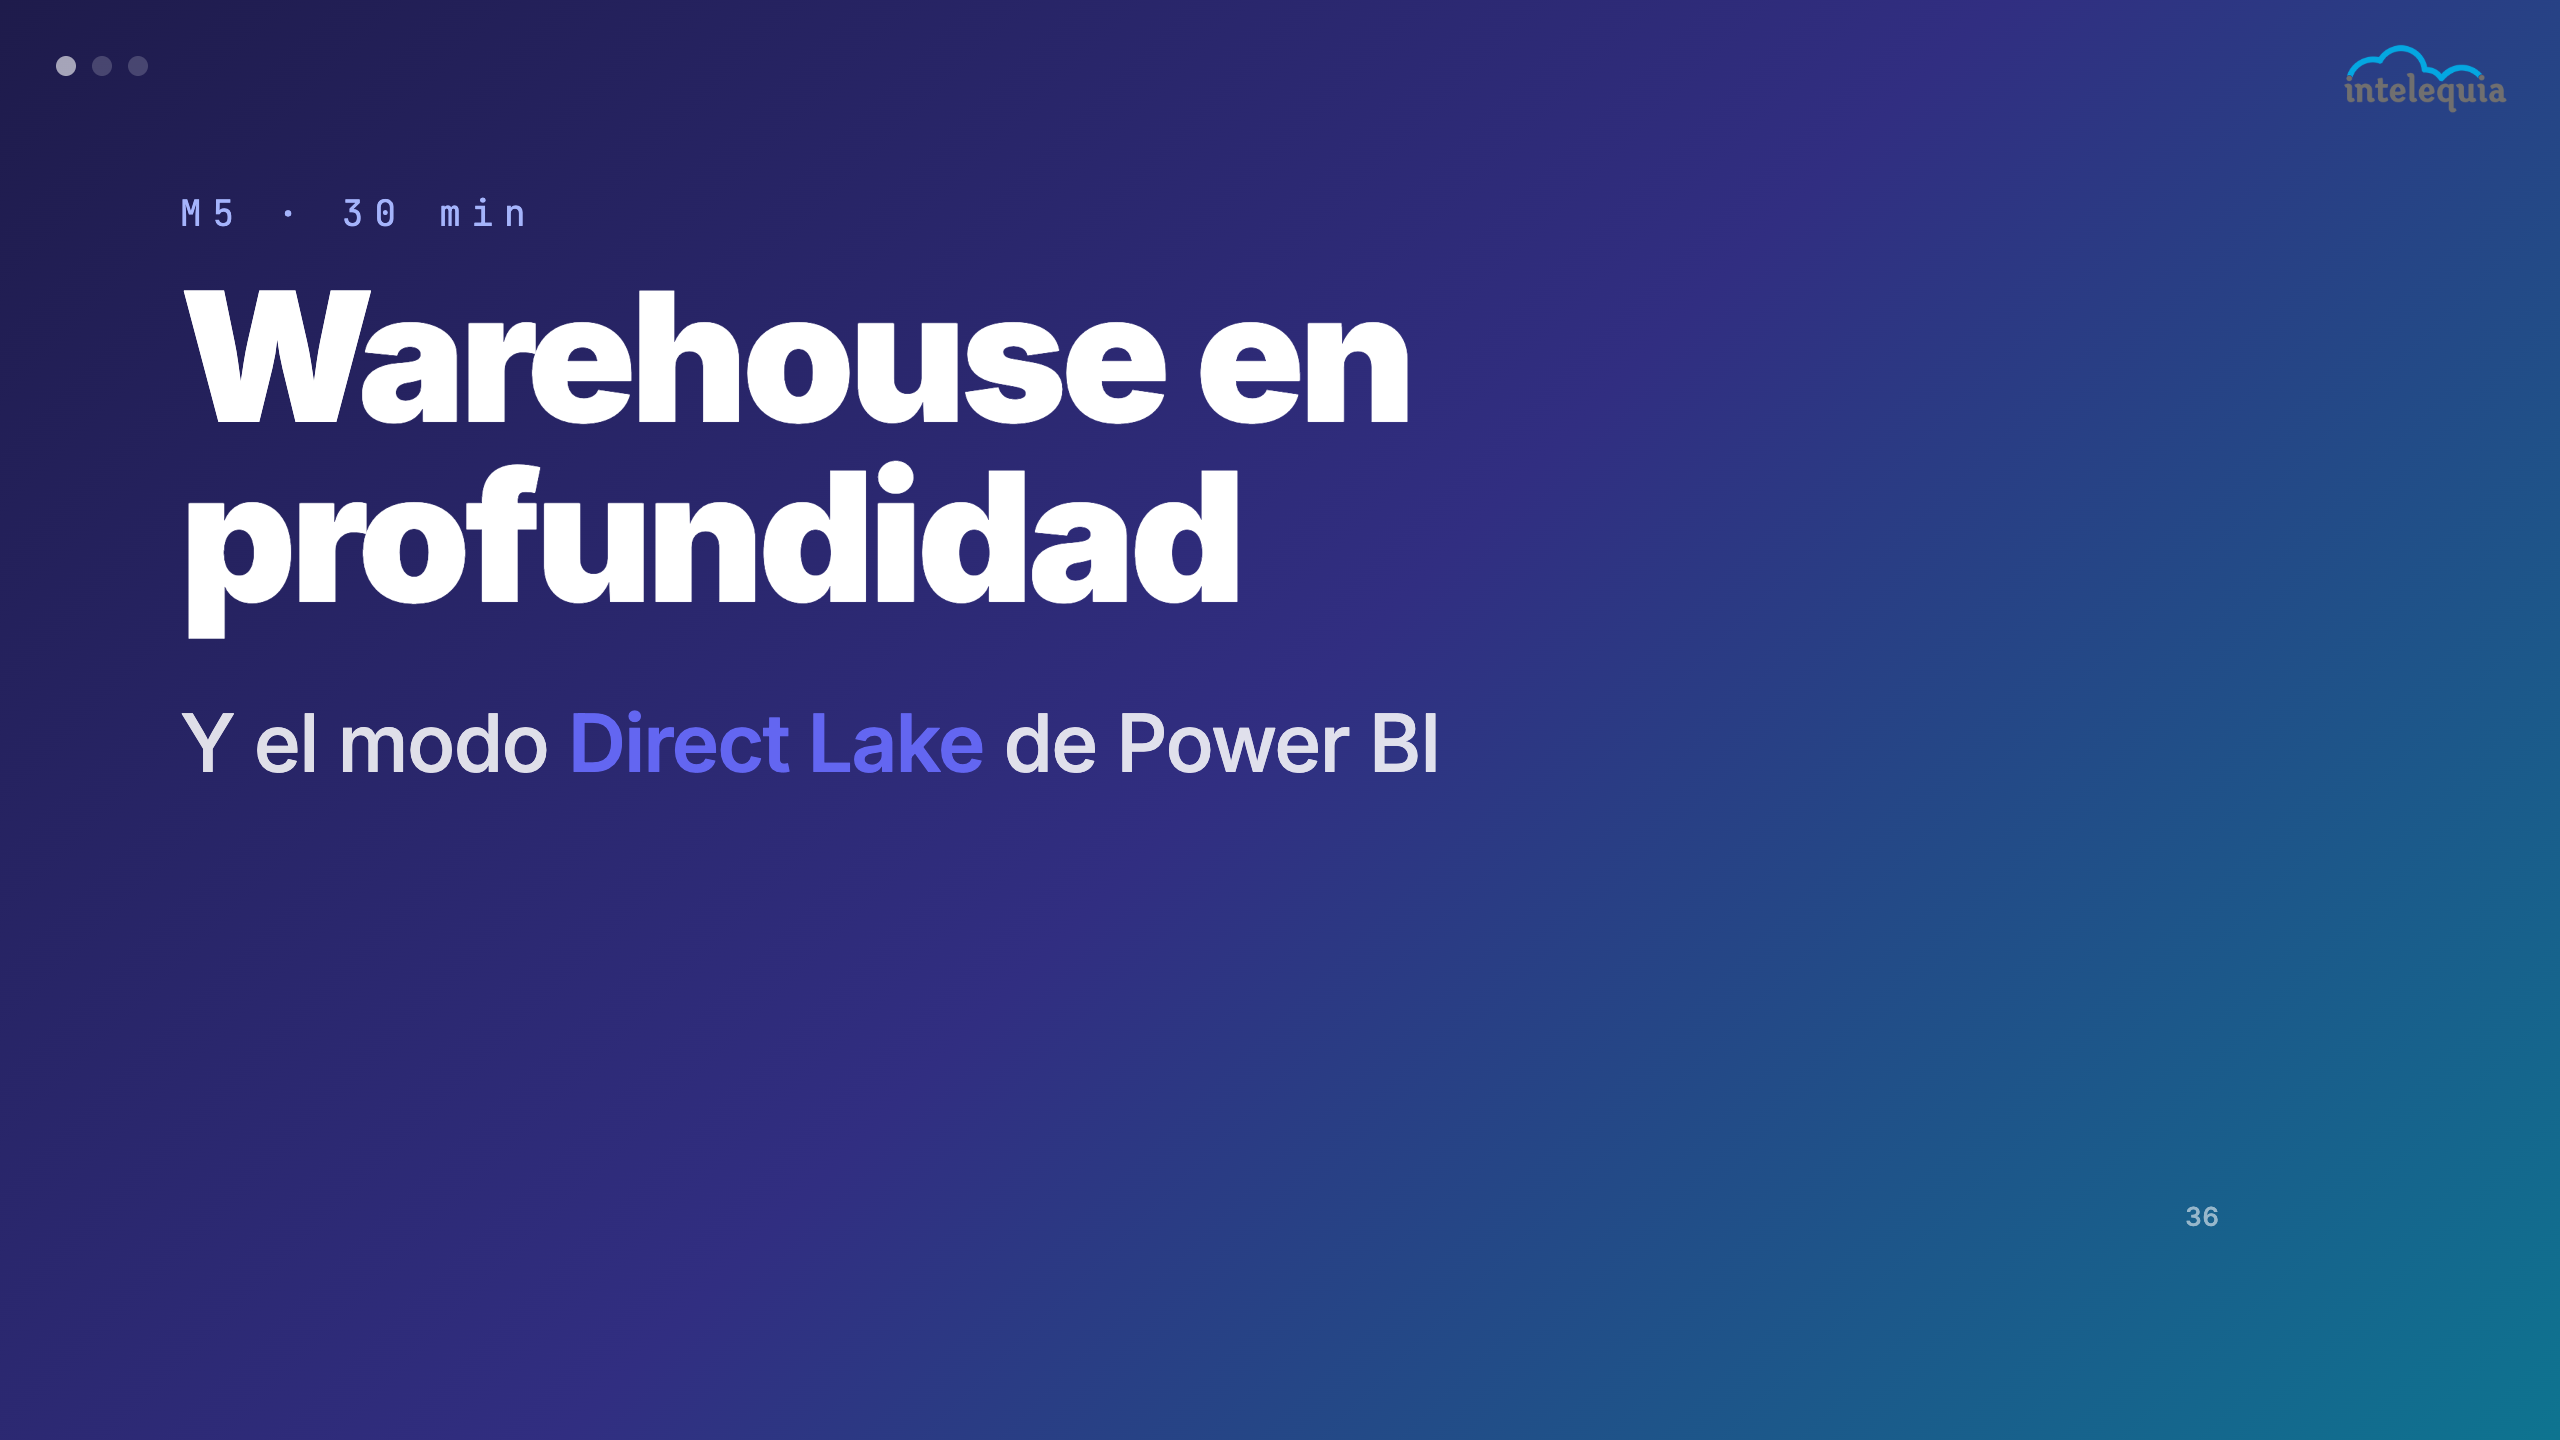 intelequia
M5 · 30 min
Warehouse en
profundidad
Y el modo Direct Lake de Power BI
36